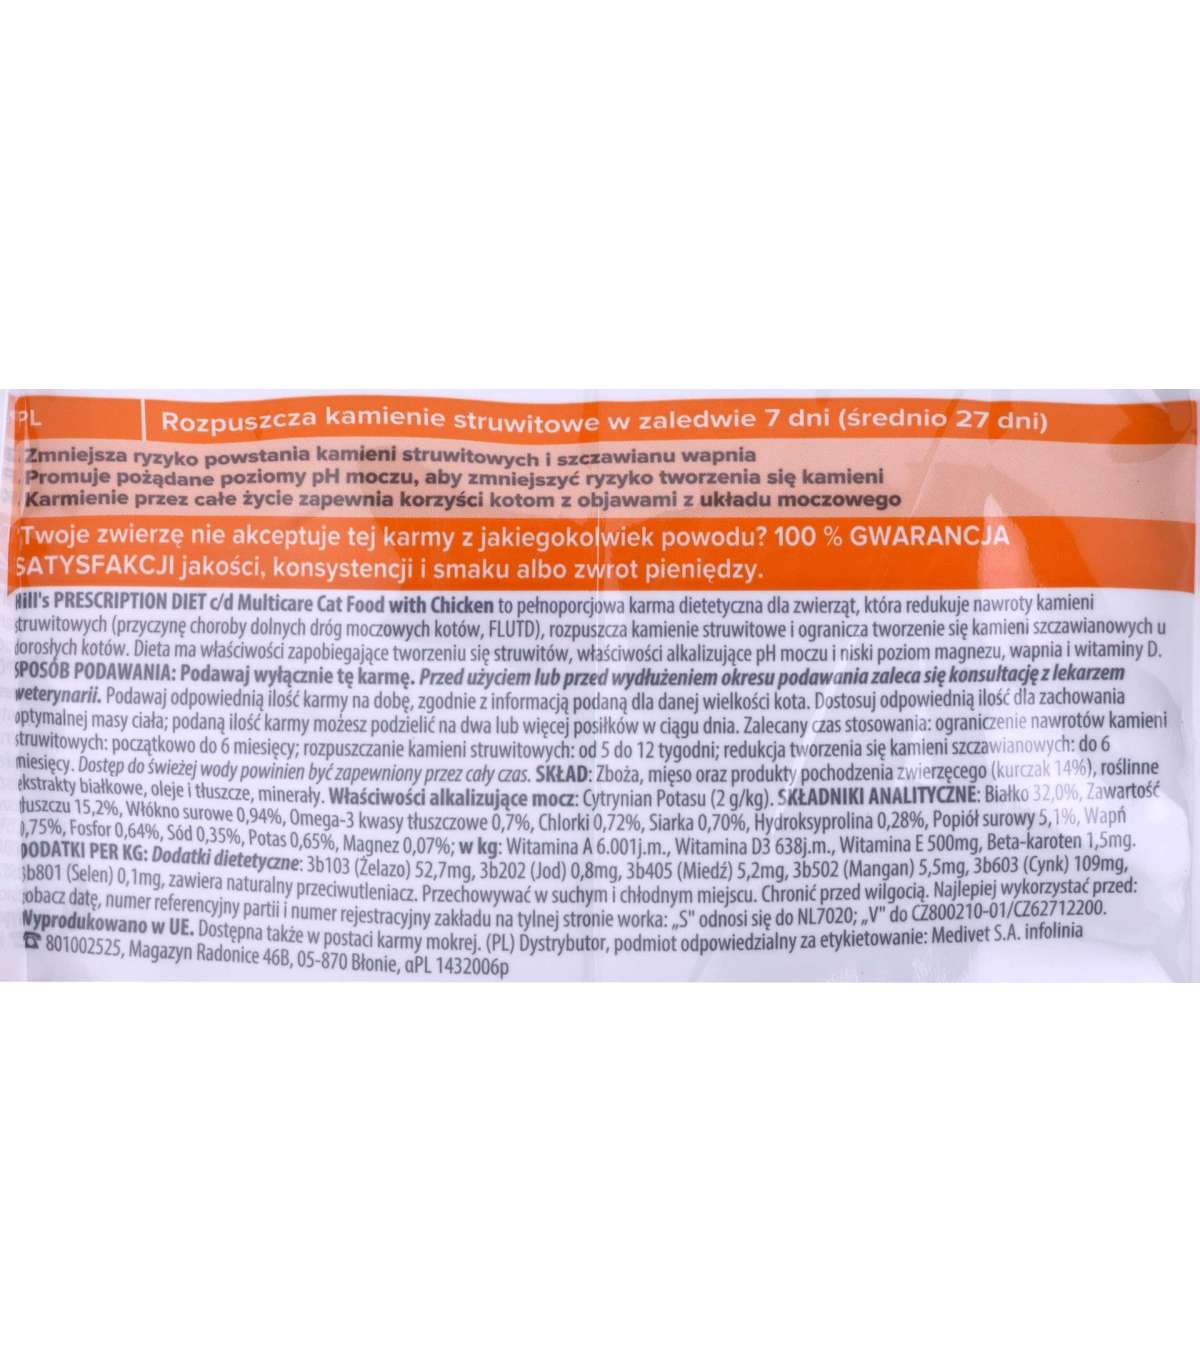 PL Rozpuszcza kamienie struwitowe w zaledwie 7 dni (średnio 27 dni)
Zmniejsza ryzyko powstania kamieni struwitowych i szczawianu wapnia
Promuje pożądane poziomy pH moczu, aby zmniejszyć ryzyko tworzenia się kamieni
Karmienie przez całe życie zapewnia korzyści kotom z objawami z układu moczowego
Twoje zwierzę nie akceptuje tej karmy z jakiegokolwiek powodu? 100 % GWARANCJA
SATYSFAKCJI jakości, konsystencji i smaku albo zwrot pieniędzy.
Hill's PRESCRIPTION DIET c/d Multicare Cat Food with Chicken to pełnoporcjowa karma dietetyczna dla zwierząt, która redukuje nawroty kamieni
struwitowych (przyczynę choroby dolnych dróg moczowych kotów, FLUTD), rozpuszcza kamienie struwitowe i ogranicza tworzenie się kamieni szczawianowych u
dorosłych kotów. Dieta ma właściwości zapobiegające tworzeniu się struwitów, właściwości alkalizujące pH moczu i niski poziom magnezu, wapnia i witaminy D.
SPOSÓB PODAWANIA: Podawaj wyłącznie tę karmę. Przed użyciem lub przed wydłużeniem okresu podawania zaleca się konsultację z lekarzem
weterynarii. Podawaj odpowiednią ilość karmy na dobę, zgodnie z informacją podaną dla danej wielkości kota. Dostosuj odpowiednią ilość dla zachowania
optymalnej masy ciała; podaną ilość karmy możesz podzielić na dwa lub więcej posiłków w ciągu dnia. Zalecany czas stosowania: ograniczenie nawrotów kamieni
struwitowych: początkowo do 6 miesięcy; rozpuszczanie kamieni struwitowych: od 5 do 12 tygodni; redukcja tworzenia się kamieni szczawianowych: do 6
miesięcy. Dostęp do świeżej wody powinien być zapewniony przez cały czas. SKŁAD: Zboża, mięso oraz produkty pochodzenia zwierzęcego (kurczak 14%), roślinne
ekstrakty białkowe, oleje i tłuszcze, minerały. Właściwości alkalizujące mocz: Cytrynian Potasu (2 g/kg). SKŁADNIKI ANALITYCZNE: Białko 32,0%, Zawartość
tłuszczu 15,2%, Włókno surowe 0,94%, Omega-3 kwasy tłuszczowe 0,7%, Chlorki 0,72%, Siarka 0,70%, Hydroksyprolina 0,28%, Popiół surowy 5,1%, Wapń
0,75%, Fosfor 0,64%, Sód 0,35%, Potas 0,65%, Magnez 0,07%; w kg: Witamina A 6.001j.m., Witamina D3 638j.m., Witamina E 500mg, Beta-karoten 1,5mg.
DODATKI PER KG: Dodatki dietetyczne: 3b103 (Żelazo) 52,7mg, 3b202 (Jod) 0,8mg, 3b405 (Miedź) 5,2mg, 3b502 (Mangan) 5,5mg, 3b603 (Cynk) 109mg,
3b801 (Selen) 0,1mg, zawiera naturalny przeciwutleniacz. Przechowywać w suchym i chłodnym miejscu. Chronić przed wilgocią. Najlepiej wykorzystać przed:
zobacz datę, numer referencyjny partii i numer rejestracyjny zakładu na tylnej stronie worka: „S" odnosi się do NL7020; „V" do CZ800210-01/CZ62712200.
Wyprodukowano w UE. Dostępna także w postaci karmy mokrej. (PL) Dystrybutor, podmiot odpowiedzialny za etykietowanie: Medivet S.A. infolinia
☎ 801002525, Magazyn Radonice 46B, 05-870 Błonie, αPL 1432006p